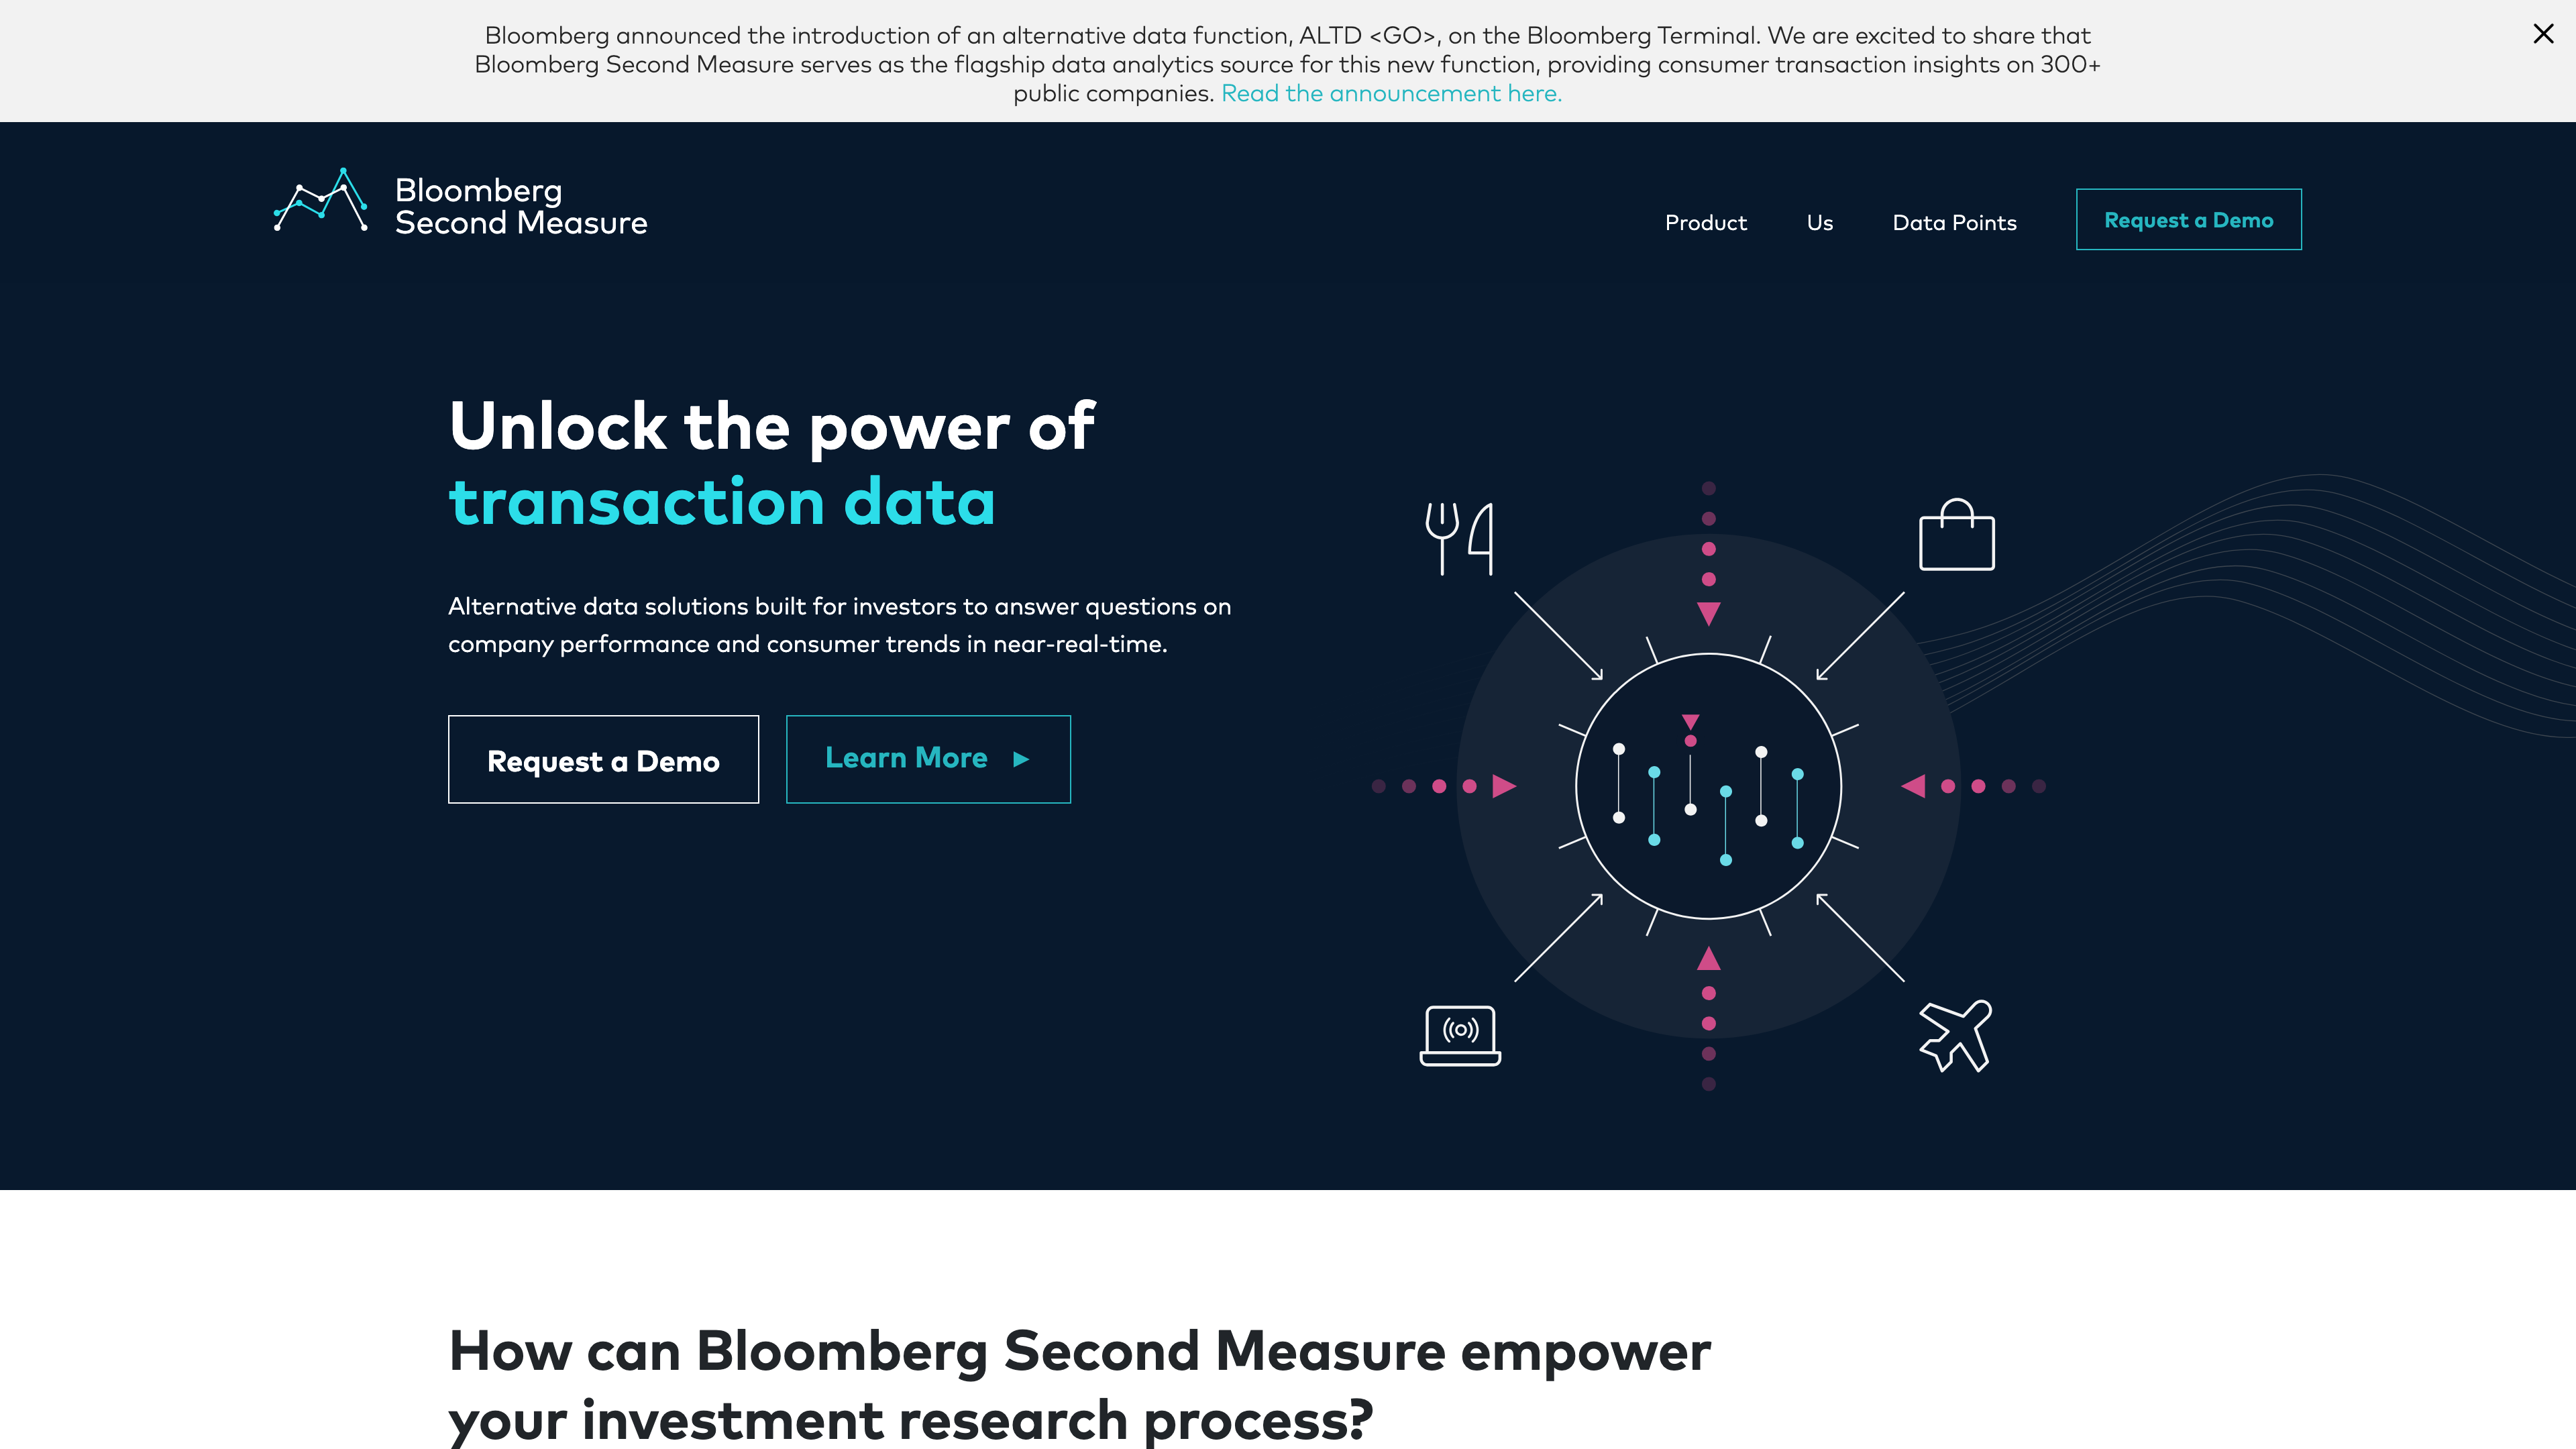 Bloomberg announced the introduction of an alternative data function, ALTD <GO>, on the Bloomberg Terminal. We are excited to share that
Bloomberg Second Measure serves as the flagship data analytics source for this new function, providing consumer transaction insights on 300+
public companies. Read the announcement here.
Bloomberg
Second Measure
Product
Us
Data Points
Request a Demo
Unlock the power of
transaction data
Alternative data solutions built for investors to answer questions on
company performance and consumer trends in near-real-time.
Request a Demo
Learn More
How can Bloomberg Second Measure empower
your investment research process?